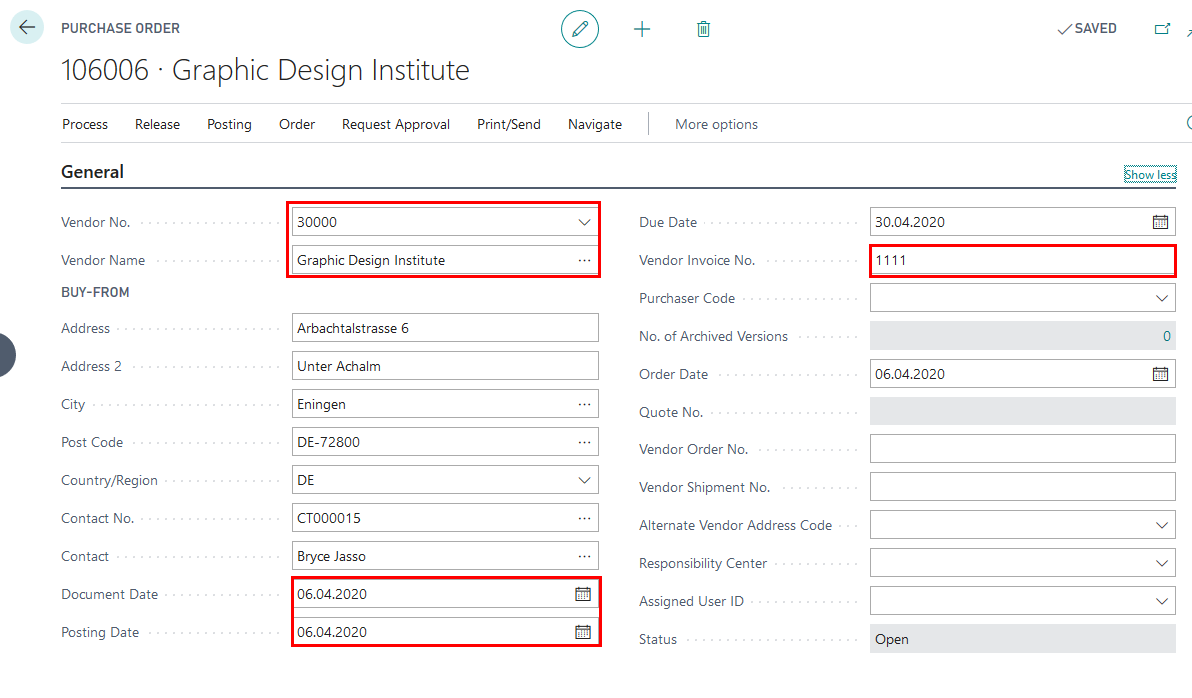 PURCHASE ORDER
SAVED
106006 · Graphic Design Institute
Process Release Posting Order Request Approval Print/Send Navigate More options
General
Show less
Vendor No. 30000
Vendor Name Graphic Design Institute
BUY-FROM
Address Arbachtalstrasse 6
Address 2 Unter Achalm
City Eningen
Post Code DE-72800
Country/Region DE
Contact No. CT000015
Contact Bryce Jasso
Document Date 06.04.2020
Posting Date 06.04.2020
Due Date 30.04.2020
Vendor Invoice No. 1111
Purchaser Code
No. of Archived Versions 0
Order Date 06.04.2020
Quote No.
Vendor Order No.
Vendor Shipment No.
Alternate Vendor Address Code
Responsibility Center
Assigned User ID
Status Open